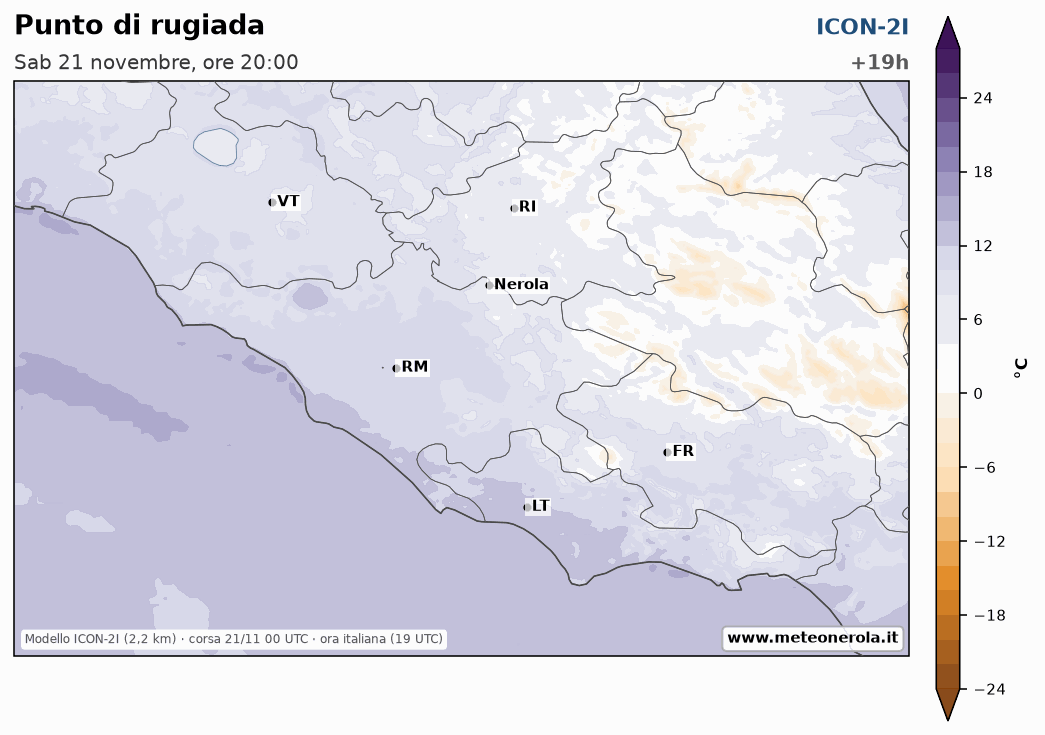 Punto di rugiada
ICON-2I
Sab 21 novembre, ore 20:00
+19h
24
18
12
6
0
−6
−12
−18
−24
°C
VT
RI
Nerola
RM
FR
LT
Modello ICON-2I (2,2 km) · corsa 21/11 00 UTC · ora italiana (19 UTC)
www.meteonerola.it